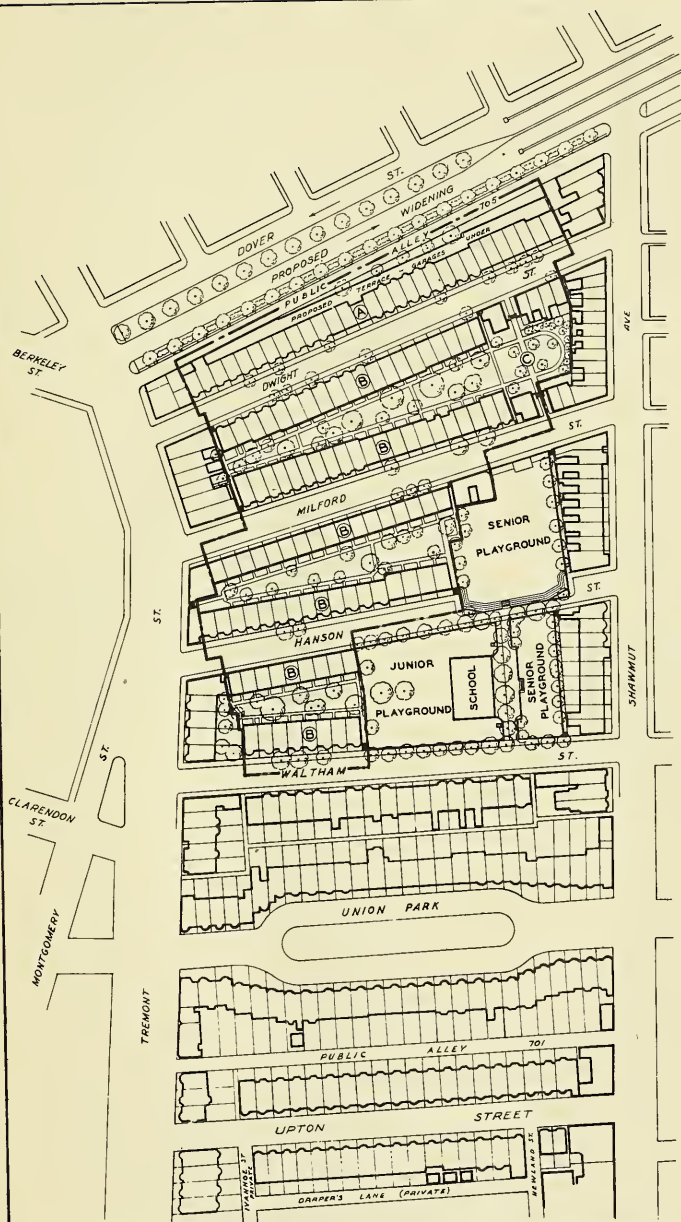 DOVER ST.
PROPOSED WIDENING
PUBLIC ALLEY 705
PROPOSED TERRACE - GARAGES UNDER
A
DWIGHT ST.
BERKELEY
ST.
AVE
B
C
B
MILFORD ST.
B
SENIOR
PLAYGROUND
B
HANSON ST.
ST.
JUNIOR
PLAYGROUND
SCHOOL
SENIOR
PLAYGROUND
B
B
SHAWMUT
WALTHAM ST.
ST.
CLARENDON
ST.
UNION PARK
MONTGOMERY
TREMONT
PUBLIC ALLEY 701
UPTON STREET
IVANHOE ST.
PRIVATE
NEWLAND ST.
DRAPER'S LANE (PRIVATE)